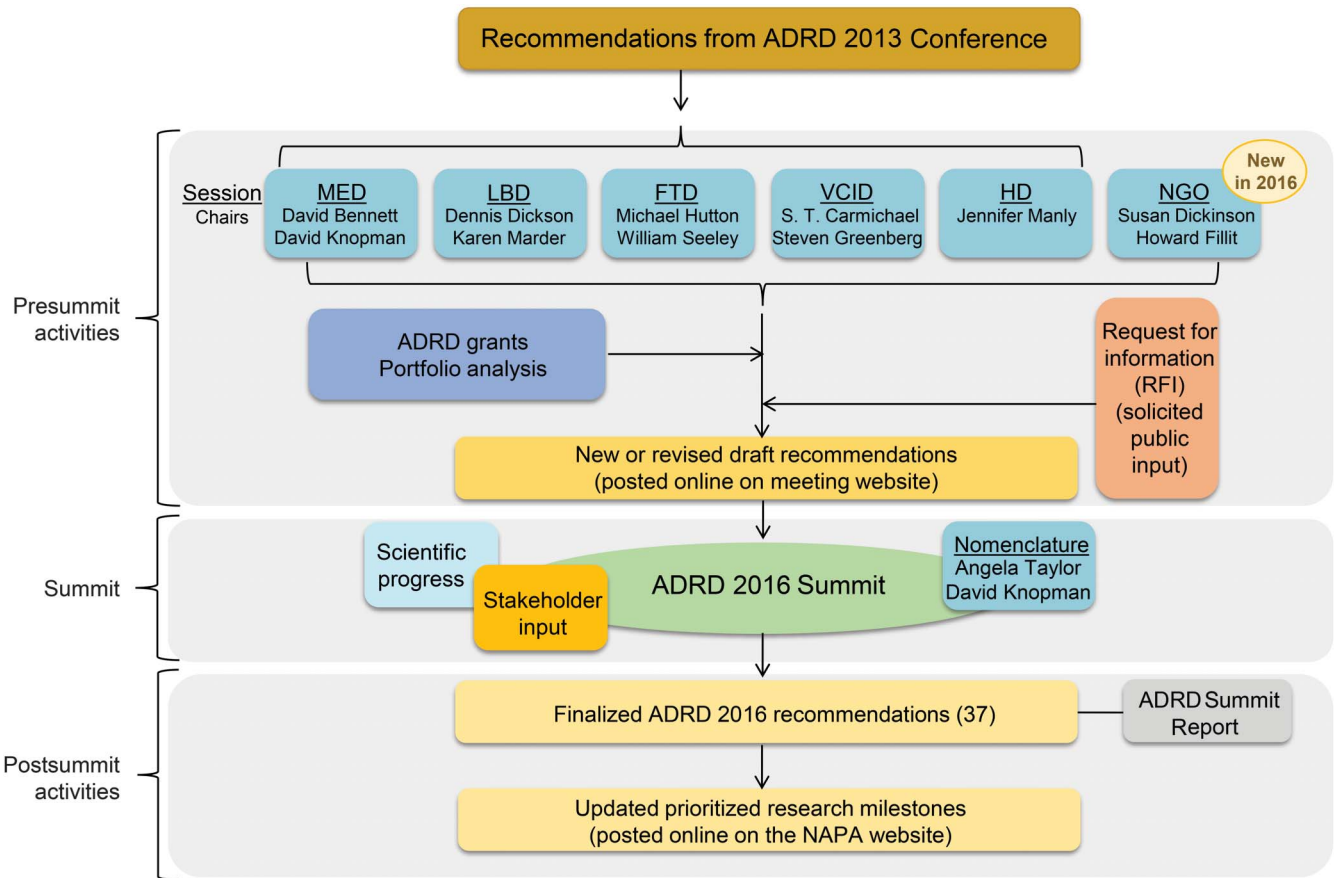 Recommendations from ADRD 2013 Conference
Presummit
activities
Session
Chairs
MED
David Bennett
David Knopman
LBD
Dennis Dickson
Karen Marder
FTD
Michael Hutton
William Seeley
VCID
S. T. Carmichael
Steven Greenberg
HD
Jennifer Manly
NGO
Susan Dickinson
Howard Fillit
New
in 2016
ADRD grants
Portfolio analysis
Request for
information
(RFI)
(solicited
public
input)
New or revised draft recommendations
(posted online on meeting website)
Summit
Scientific
progress
Stakeholder
input
ADRD 2016 Summit
Nomenclature
Angela Taylor
David Knopman
Postsummit
activities
Finalized ADRD 2016 recommendations (37)
ADRD Summit
Report
Updated prioritized research milestones
(posted online on the NAPA website)